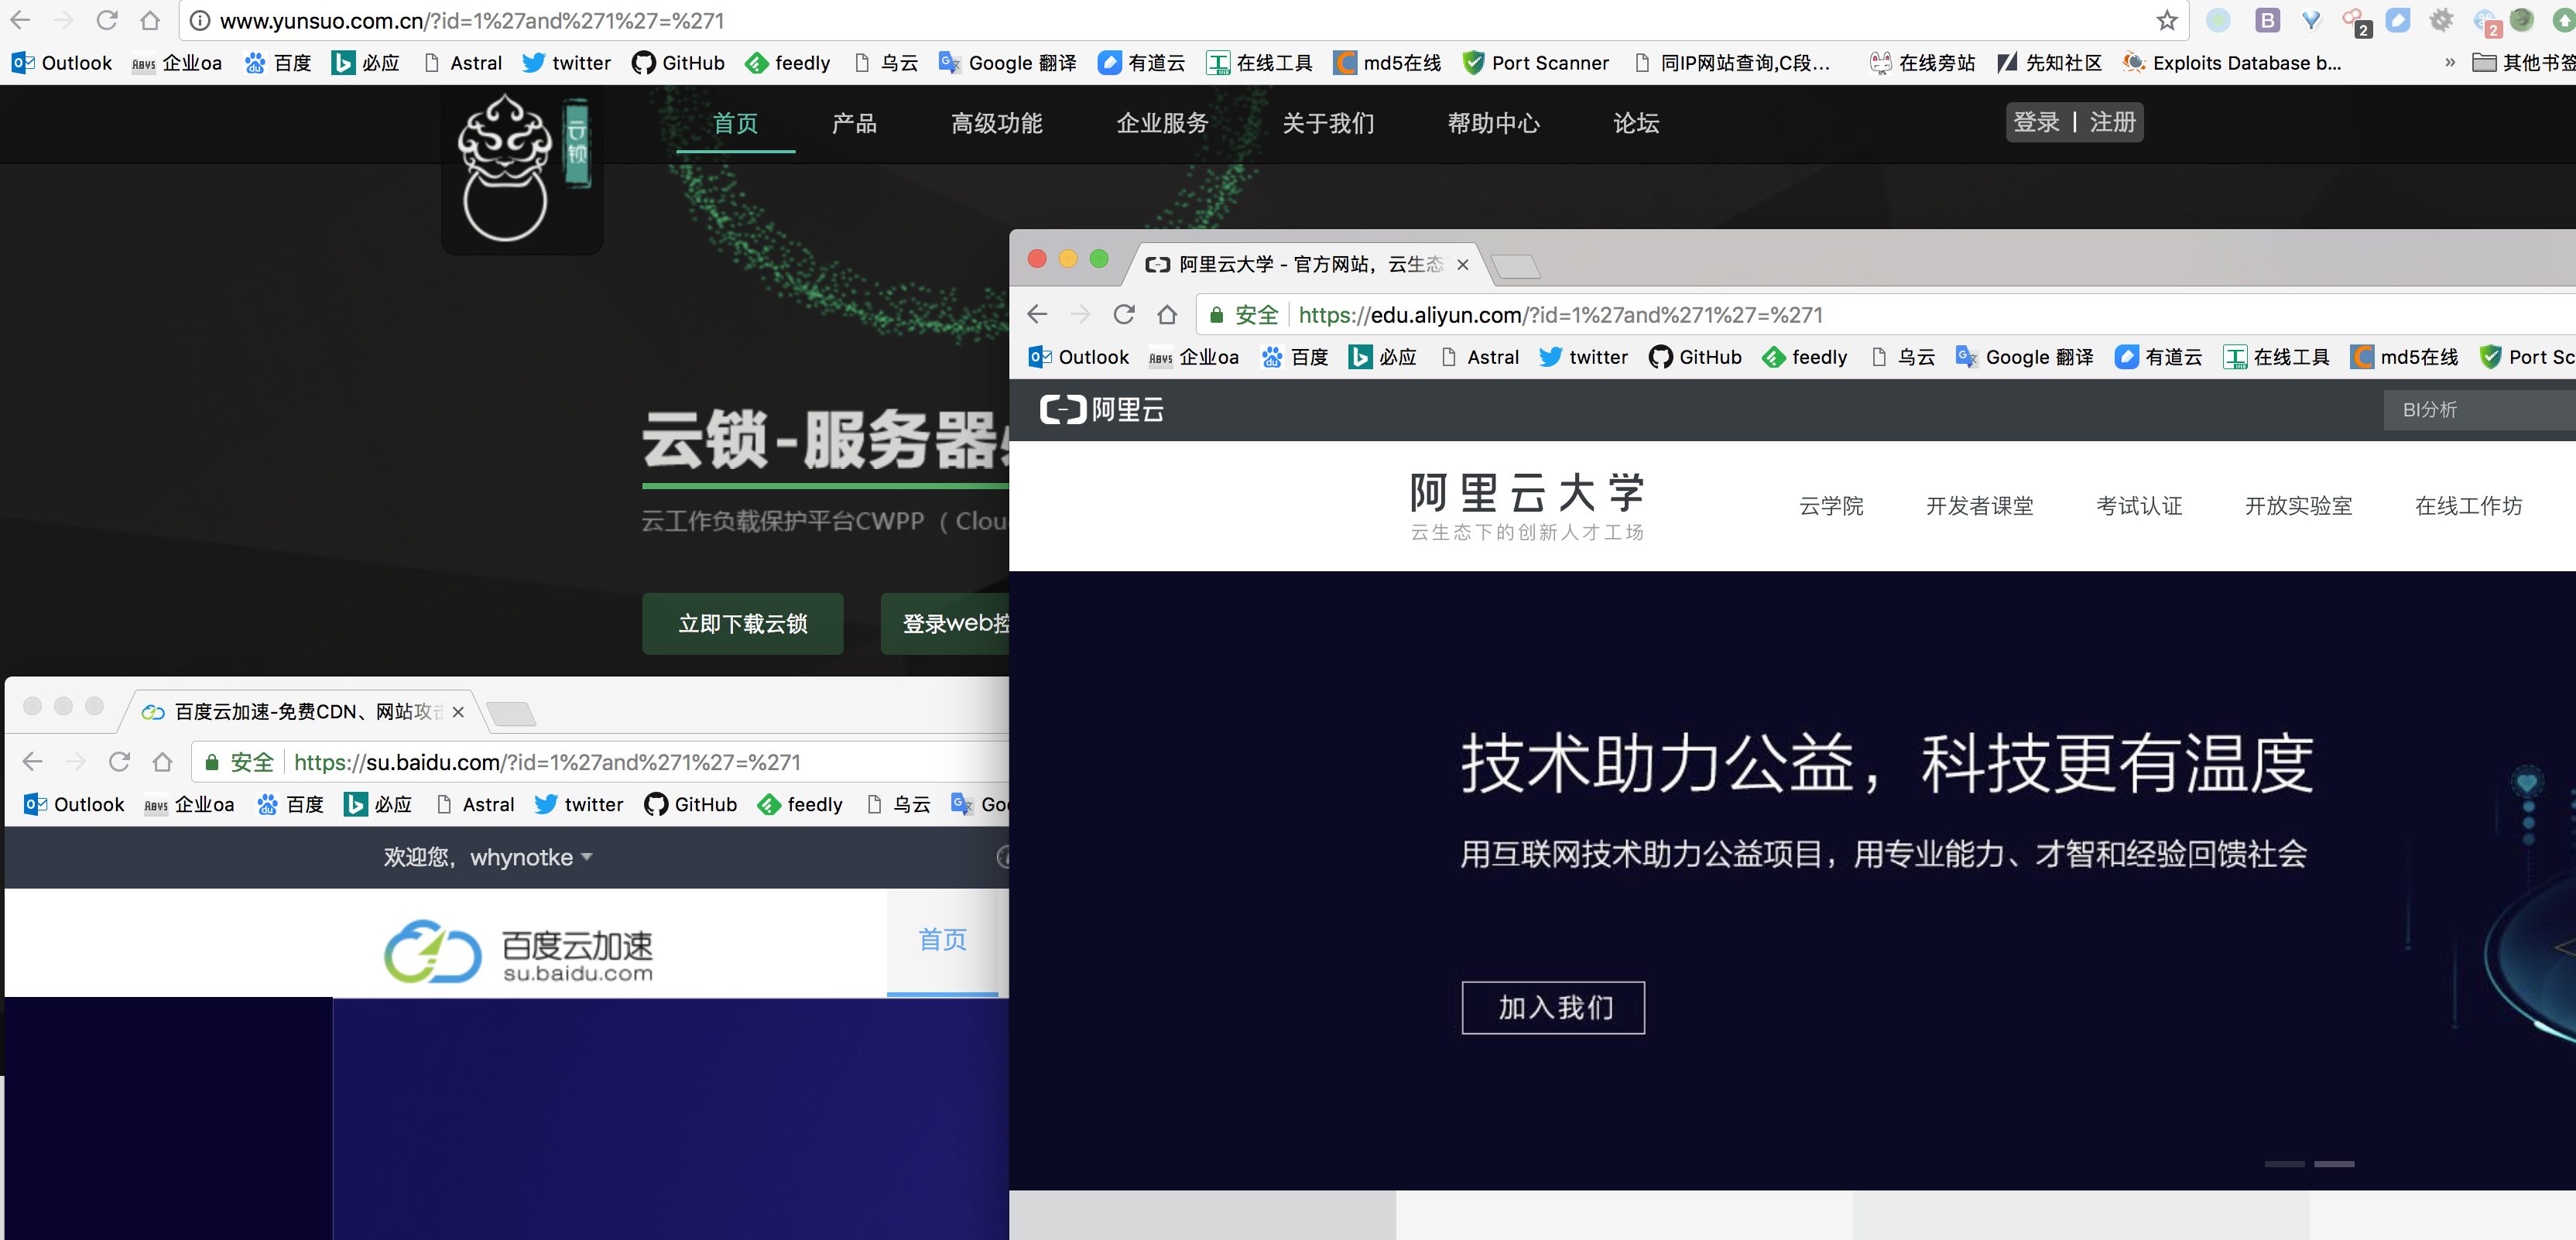 www.yunsuo.com.cn/?id=1%27and%271%27=%271
2
2
Outlook 企业oa 百度 必应 Astral twitter GitHub feedly 乌云 Google 翻译 有道云 在线工具 md5在线 Port Scanner 同IP网站查询,C段... 在线旁站 先知社区 Exploits Database b... » 其他书签
云锁
首页 产品 高级功能 企业服务 关于我们 帮助中心 论坛 登录 | 注册
云锁-服务器
云工作负载保护平台CWPP（Clou
立即下载云锁 登录web控
阿里云大学 - 官方网站，云生态
安全 https://edu.aliyun.com/?id=1%27and%271%27=%271
Outlook 企业oa 百度 必应 Astral twitter GitHub feedly 乌云 Google 翻译 有道云 在线工具 md5在线 Port Sc
阿里云 BI分析
阿里云大学
云生态下的创新人才工场
云学院 开发者课堂 考试认证 开放实验室 在线工作坊
技术助力公益，科技更有温度
用互联网技术助力公益项目，用专业能力、才智和经验回馈社会
加入我们
百度云加速-免费CDN、网站攻击
安全 https://su.baidu.com/?id=1%27and%271%27=%271
Outlook 企业oa 百度 必应 Astral twitter GitHub feedly 乌云 Goo
欢迎您，whynotke
百度云加速
su.baidu.com
首页